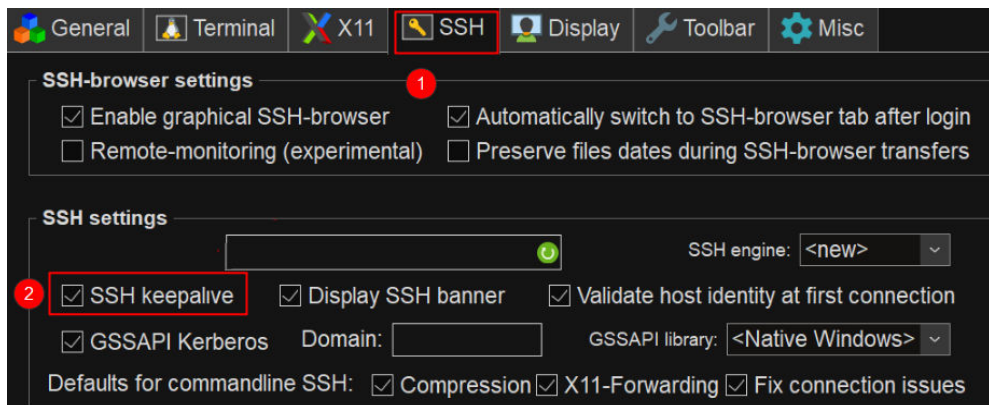 General Terminal X11 SSH Display Toolbar Misc
SSH-browser settings
1
Enable graphical SSH-browser Automatically switch to SSH-browser tab after login
Remote-monitoring (experimental) Preserve files dates during SSH-browser transfers
SSH settings
SSH engine: <new>
2 SSH keepalive Display SSH banner Validate host identity at first connection
GSSAPI Kerberos Domain: GSSAPI library: <Native Windows>
Defaults for commandline SSH: Compression X11-Forwarding Fix connection issues